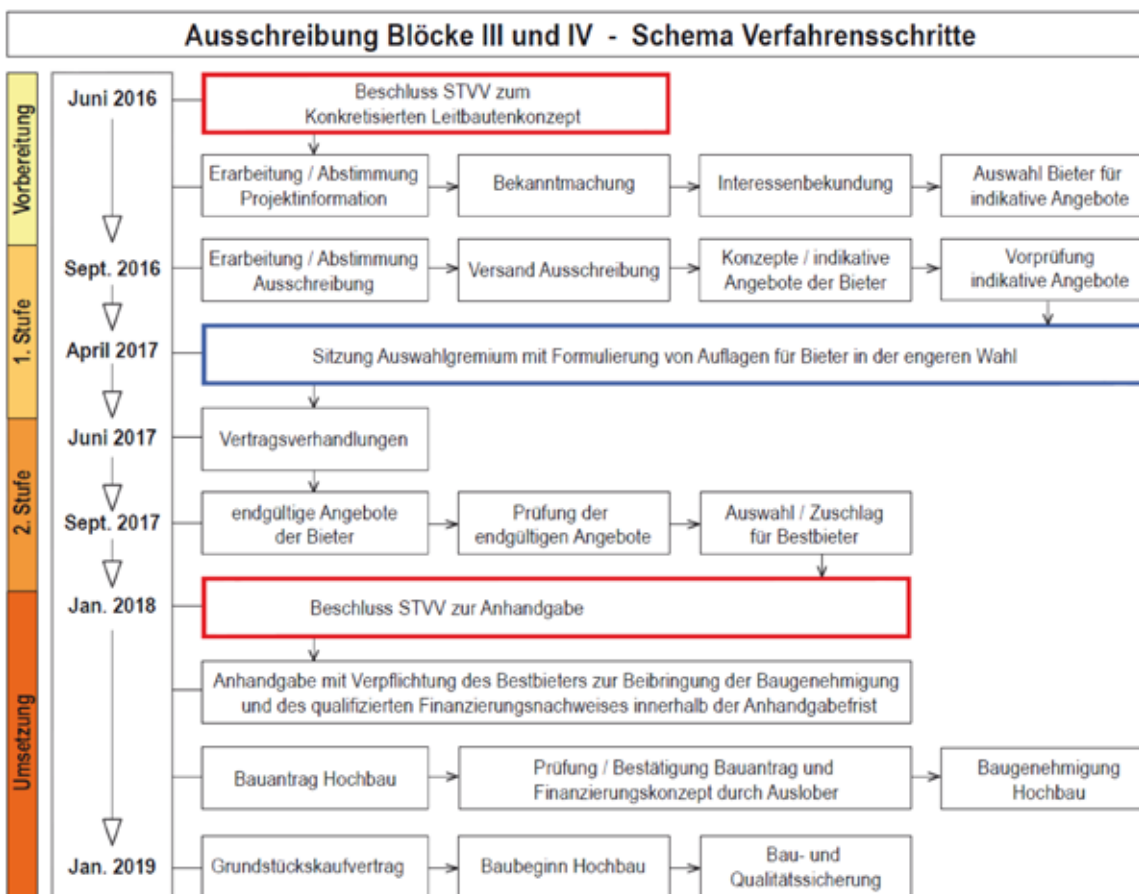 Ausschreibung Blöcke III und IV - Schema Verfahrensschritte
Vorbereitung
Juni 2016
Beschluss STVV zum
Konkretisierten Leitbautenkonzept
Erarbeitung / Abstimmung
Projektinformation
Bekanntmachung
Interessenbekundung
Auswahl Bieter für
indikative Angebote
1. Stufe
Sept. 2016
Erarbeitung / Abstimmung
Ausschreibung
Versand Ausschreibung
Konzepte / indikative
Angebote der Bieter
Vorprüfung
indikative Angebote
April 2017
Sitzung Auswahlgremium mit Formulierung von Auflagen für Bieter in der engeren Wahl
2. Stufe
Juni 2017
Vertragsverhandlungen
Sept. 2017
endgültige Angebote
der Bieter
Prüfung der
endgültigen Angebote
Auswahl / Zuschlag
für Bestbieter
Umsetzung
Jan. 2018
Beschluss STVV zur Anhandgabe
Anhandgabe mit Verpflichtung des Bestbieters zur Beibringung der Baugenehmigung
und des qualifizierten Finanzierungsnachweises innerhalb der Anhandgabefrist
Bauantrag Hochbau
Prüfung / Bestätigung Bauantrag und
Finanzierungskonzept durch Auslober
Baugenehmigung
Hochbau
Jan. 2019
Grundstückskaufvertrag
Baubeginn Hochbau
Bau- und
Qualitätssicherung